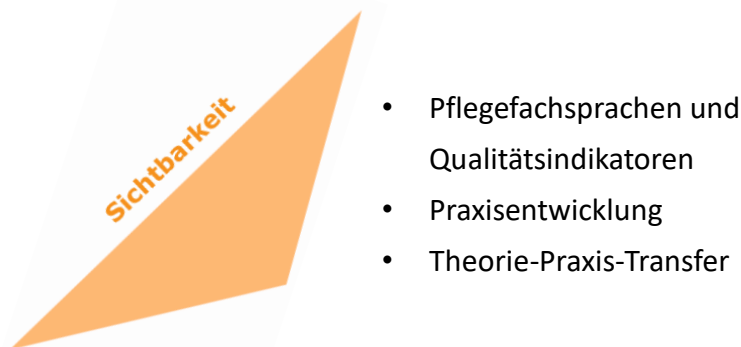 Sichtbarkeit
• Pflegefachsprachen und
Qualitätsindikatoren
• Praxisentwicklung
• Theorie-Praxis-Transfer